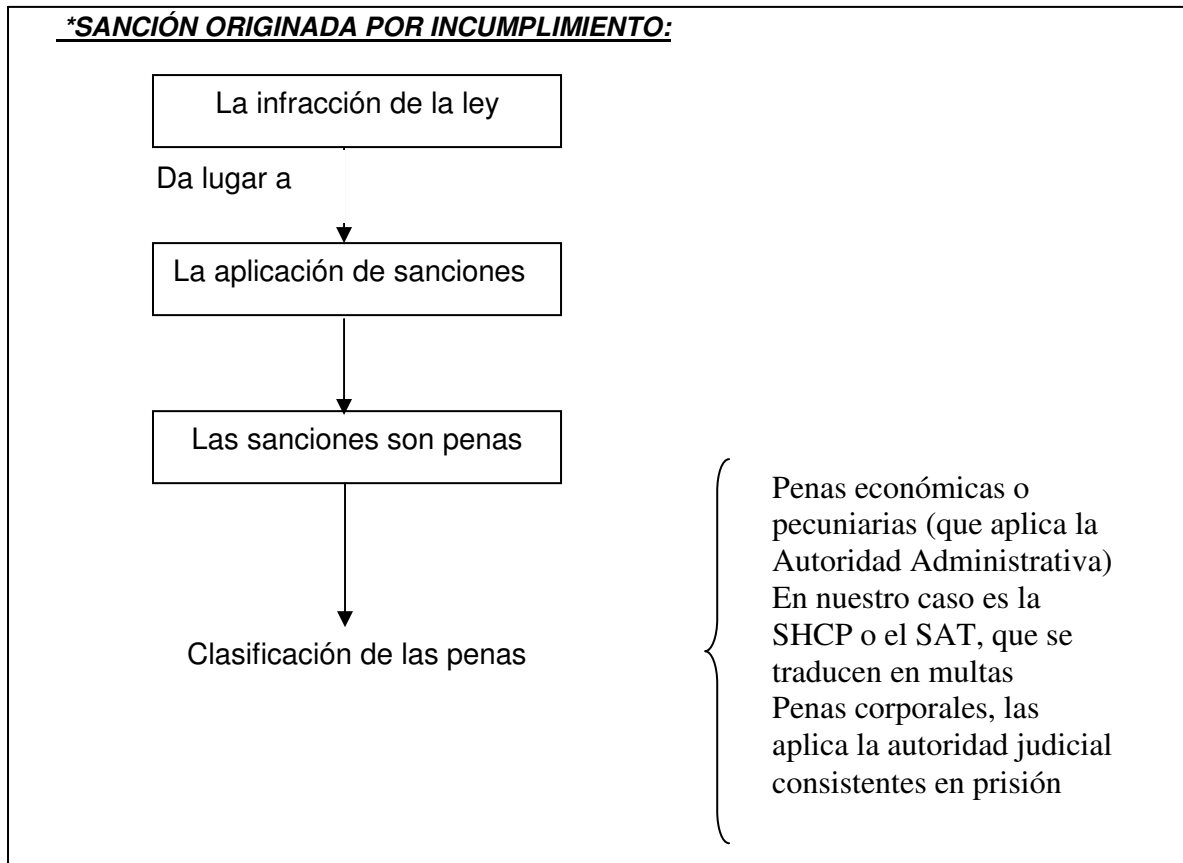 *SANCIÓN ORIGINADA POR INCUMPLIMIENTO:
La infracción de la ley
Da lugar a
La aplicación de sanciones
Las sanciones son penas
Clasificación de las penas
Penas económicas o
pecuniarias (que aplica la
Autoridad Administrativa)
En nuestro caso es la
SHCP o el SAT, que se
traducen en multas
Penas corporales, las
aplica la autoridad judicial
consistentes en prisión